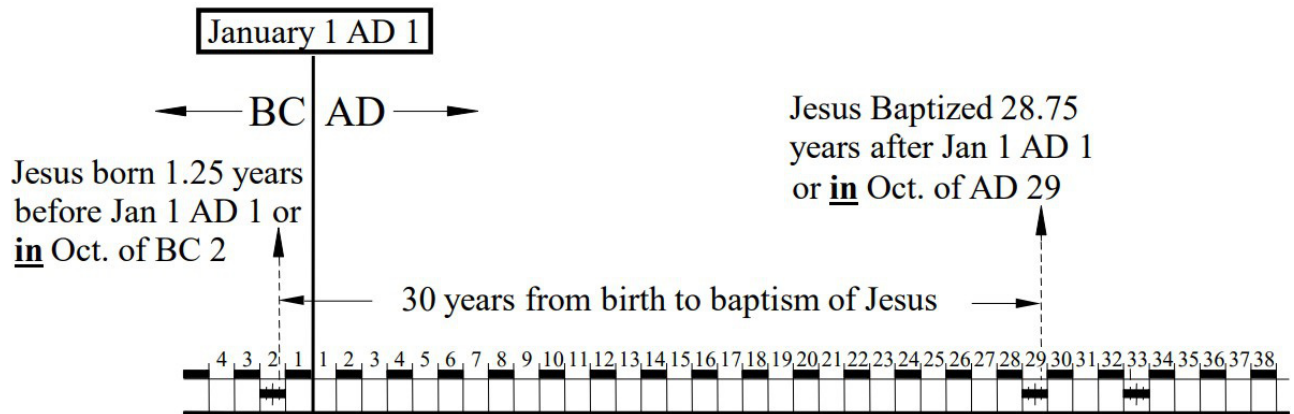 January 1 AD 1
BC AD
Jesus Baptized 28.75
years after Jan 1 AD 1
or in Oct. of AD 29
Jesus born 1.25 years
before Jan 1 AD 1 or
in Oct. of BC 2
30 years from birth to baptism of Jesus
4 3 2 1 1 2 3 4 5 6 7 8 9 10 11 12 13 14 15 16 17 18 19 20 21 22 23 24 25 26 27 28 29 30 31 32 33 34 35 36 37 38